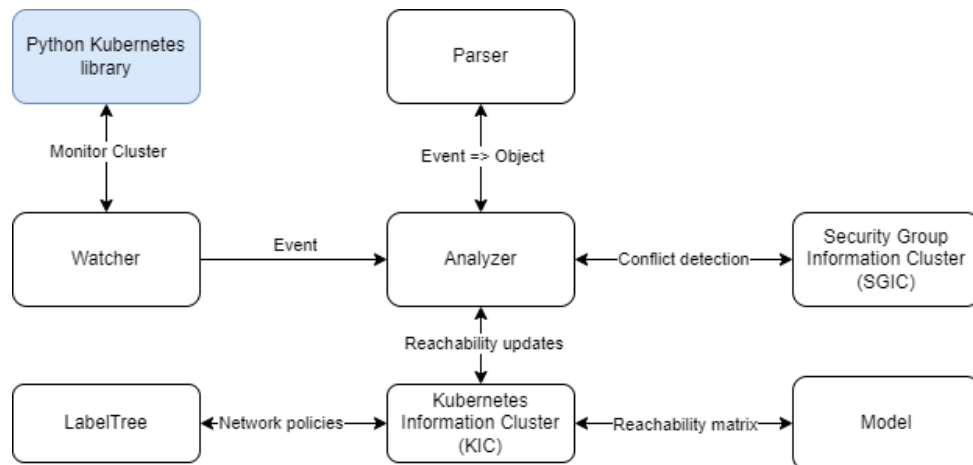 Python Kubernetes
library
Parser
Monitor Cluster
Event => Object
Watcher
Event
Analyzer
Conflict detection
Security Group
Information Cluster
(SGIC)
Reachability updates
LabelTree
Network policies
Kubernetes
Information Cluster
(KIC)
Reachability matrix
Model